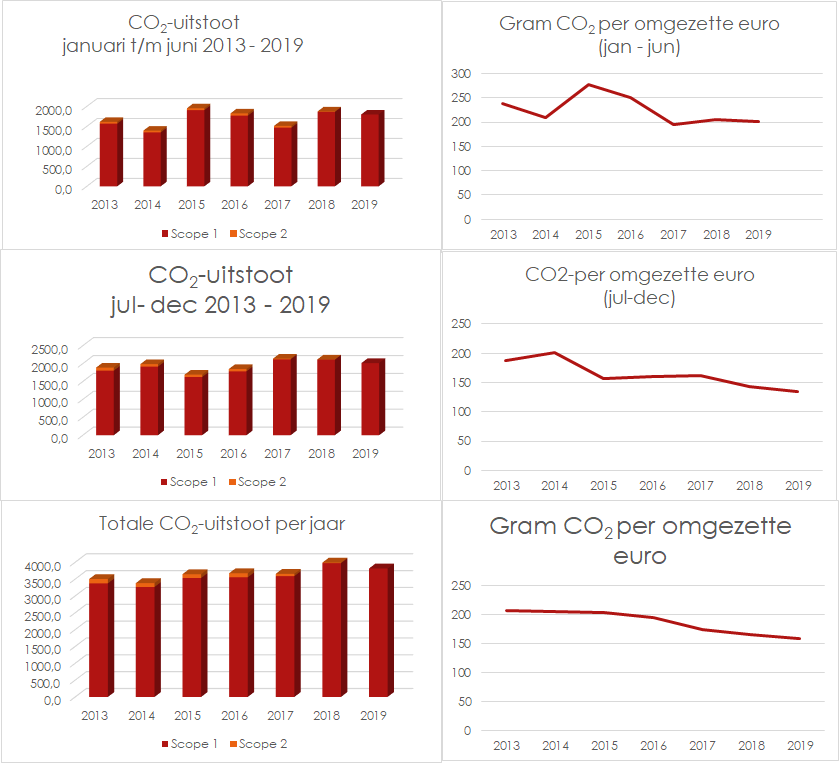 CO2-uitstoot
januari t/m juni 2013 - 2019
2000,0
1500,0
1000,0
500,0
0,0
2013 2014 2015 2016 2017 2018 2019
Scope 1 Scope 2
Gram CO2 per omgezette euro
(jan - jun)
300
250
200
150
100
50
0
2013 2014 2015 2016 2017 2018 2019
CO2-uitstoot
jul- dec 2013 - 2019
2500,0
2000,0
1500,0
1000,0
500,0
0,0
2013 2014 2015 2016 2017 2018 2019
Scope 1 Scope 2
CO2-per omgezette euro
(jul-dec)
250
200
150
100
50
0
2013 2014 2015 2016 2017 2018 2019
Totale CO2-uitstoot per jaar
4000,0
3500,0
3000,0
2500,0
2000,0
1500,0
1000,0
500,0
0,0
2013 2014 2015 2016 2017 2018 2019
Scope 1 Scope 2
Gram CO2 per omgezette
euro
250
200
150
100
50
0
2013 2014 2015 2016 2017 2018 2019